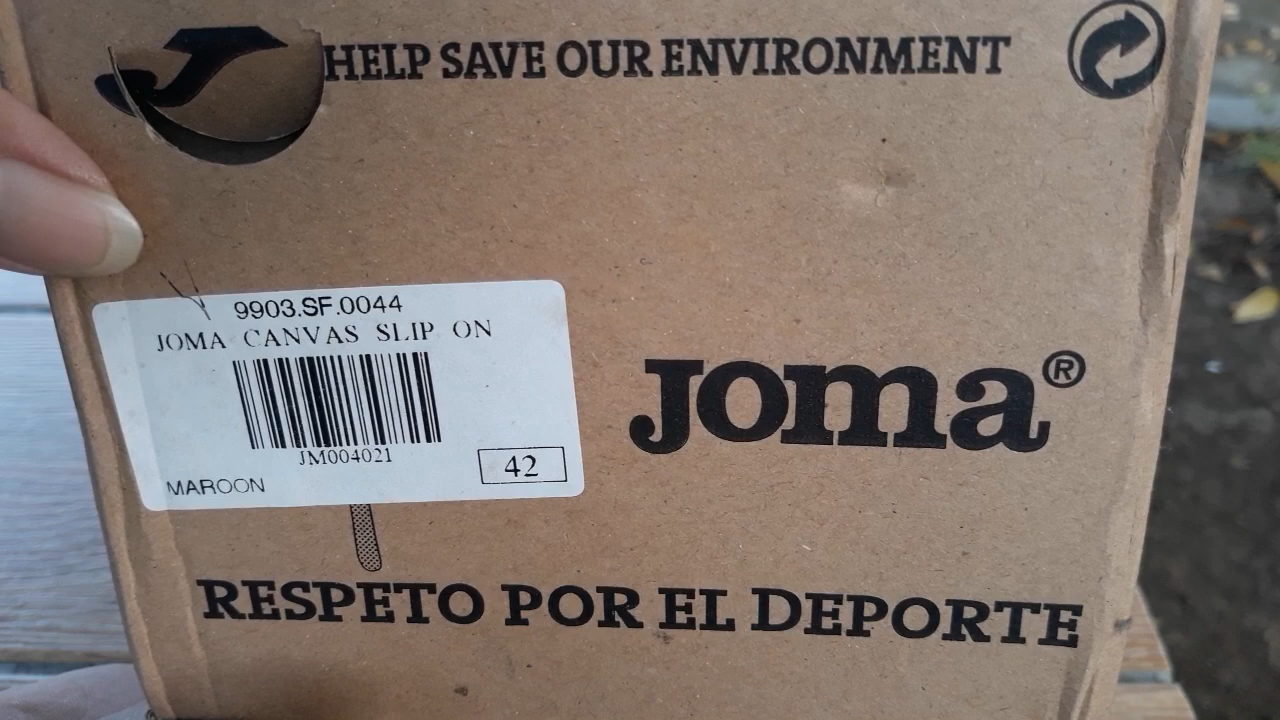 HELP SAVE OUR ENVIRONMENT
9903.SF.0044
JOMA CANVAS SLIP ON
JM004021
42
MAROON
Joma®
RESPETO POR EL DEPORTE